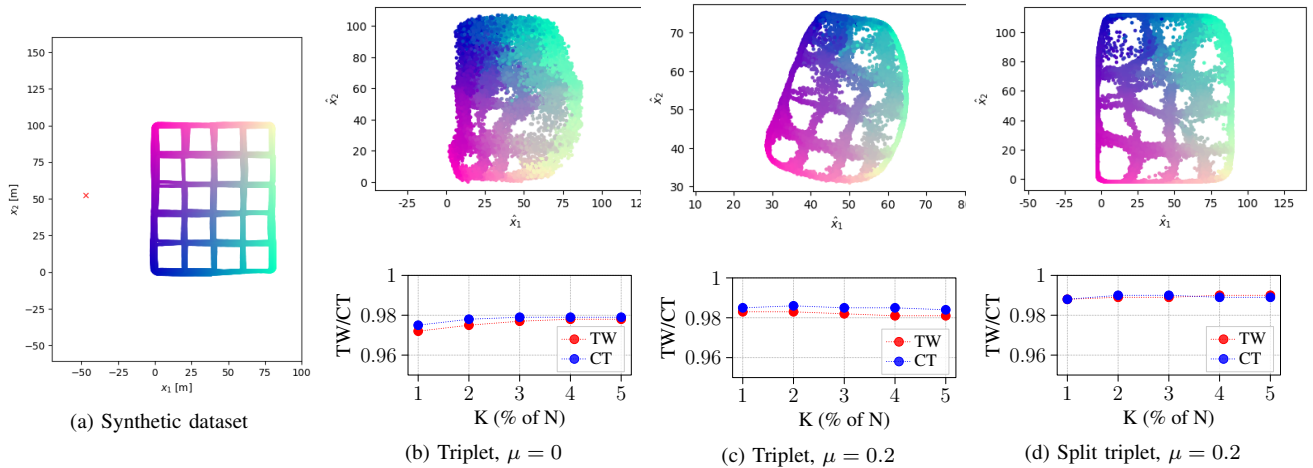 150
125
100
75
50
25
0
−25
−50
x₂ [m]
−50 −25 0 25 50 75 100
x₁ [m]
(a) Synthetic dataset
100
80
60
40
20
0
x̂₂
0 25 50 75 100 12
x̂₁
1
0.98
0.96
TW/CT
TW
CT
1 2 3 4 5
K (% of N)
(b) Triplet, μ = 0
70
60
50
40
30
x̂₂
10 20 30 40 50 60 70 80
x̂₁
1
0.98
0.96
TW/CT
TW
CT
1 2 3 4 5
K (% of N)
(c) Triplet, μ = 0.2
100
80
60
40
20
0
x̂₂
−50 −25 0 25 50 75 100 125
x̂₁
1
0.98
0.96
TW/CT
TW
CT
1 2 3 4 5
K (% of N)
(d) Split triplet, μ = 0.2